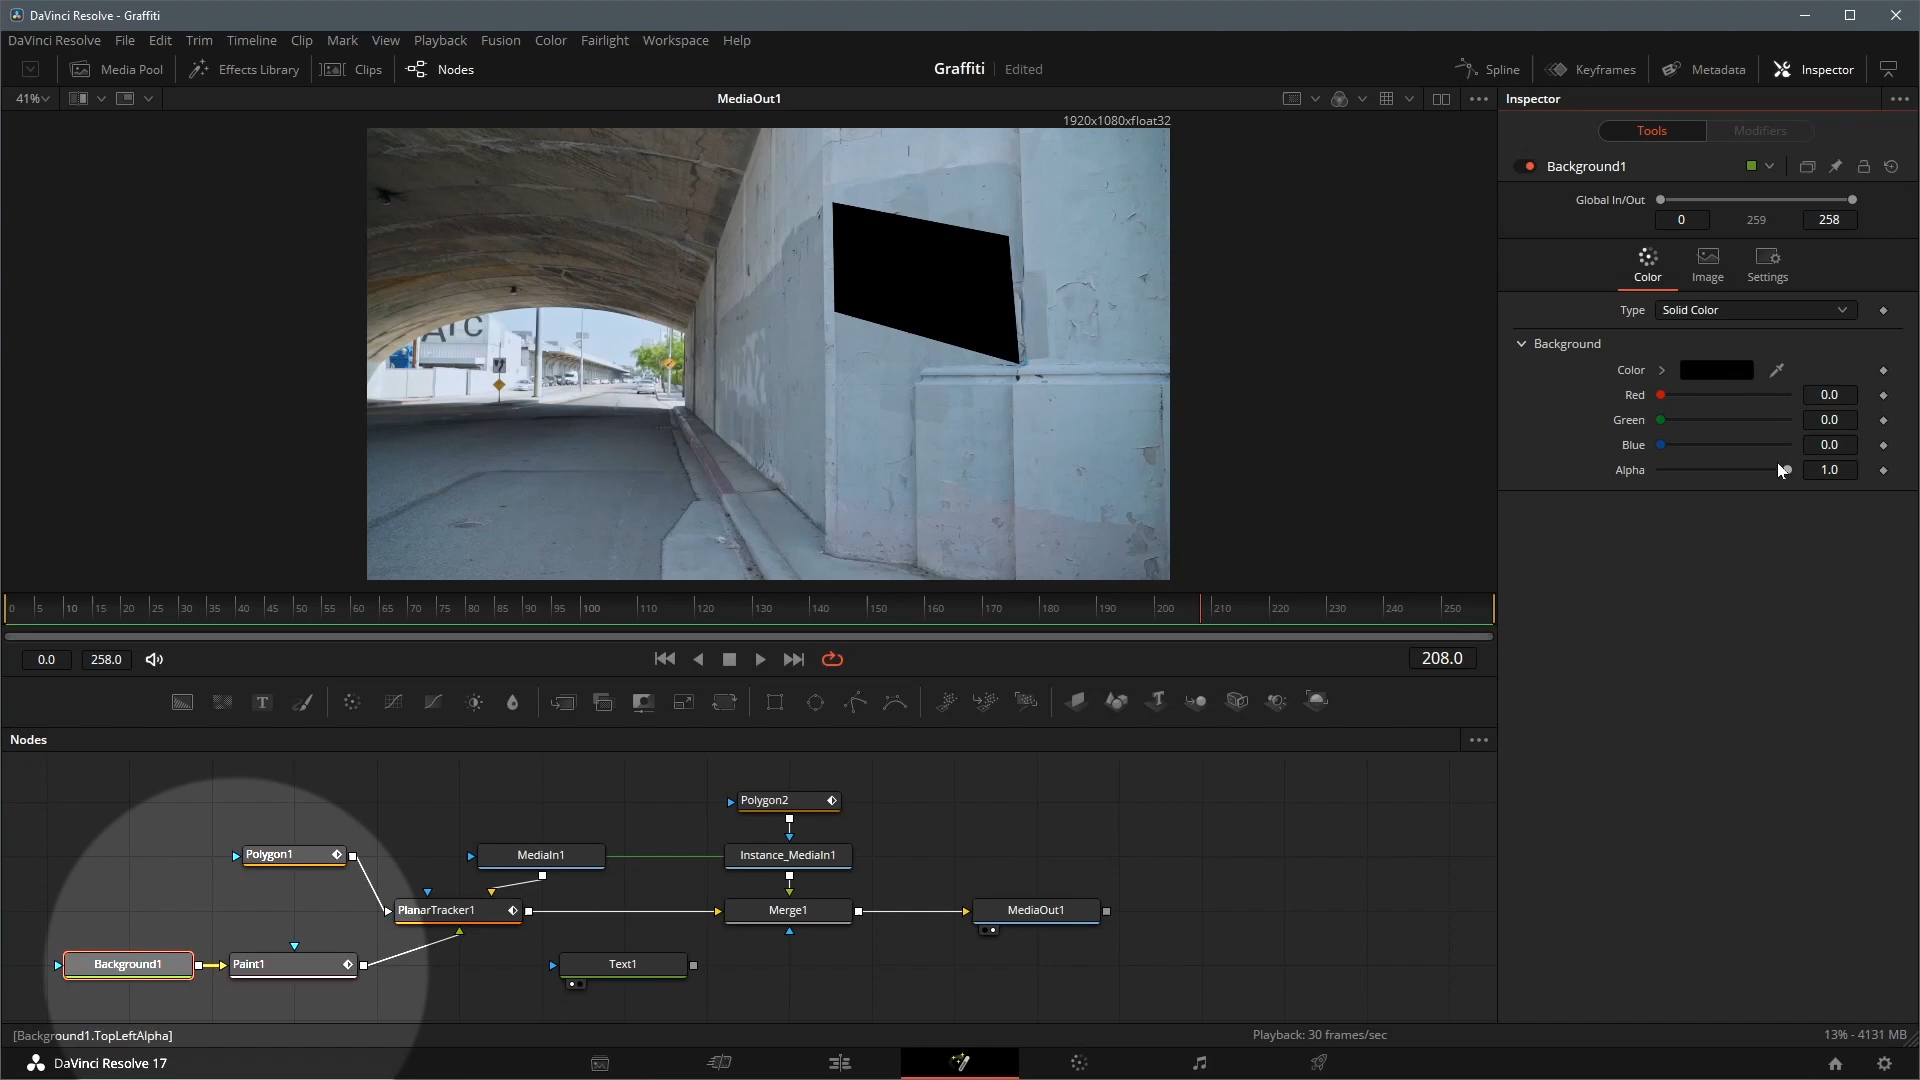 DaVinci Resolve - Graffiti
DaVinci Resolve File Edit Trim Timeline Clip Mark View Playback Fusion Color Fairlight Workspace Help
Media Pool Effects Library Clips Nodes Graffiti Edited Spline Keyframes Metadata Inspector
41% MediaOut1 Inspector
1920x1080xfloat32
Tools Modifiers
Background1
Global In/Out
0 259 258
Color Image Settings
Type Solid Color
Background
Color
Red 0.0
Green 0.0
Blue 0.0
Alpha 1.0
0 5 10 15 20 25 30 35 40 45 50 55 60 65 70 75 80 85 90 95 100 110 120 130 140 150 160 170 180 190 200 210 220 230 240 250
0.0 258.0 208.0
Nodes
Polygon2
Polygon1 MediaIn1 Instance_MediaIn1
PlanarTracker1 Merge1 MediaOut1
Background1 Paint1 Text1
[Background1.TopLeftAlpha] Playback: 30 frames/sec 13% - 4131 MB
DaVinci Resolve 17